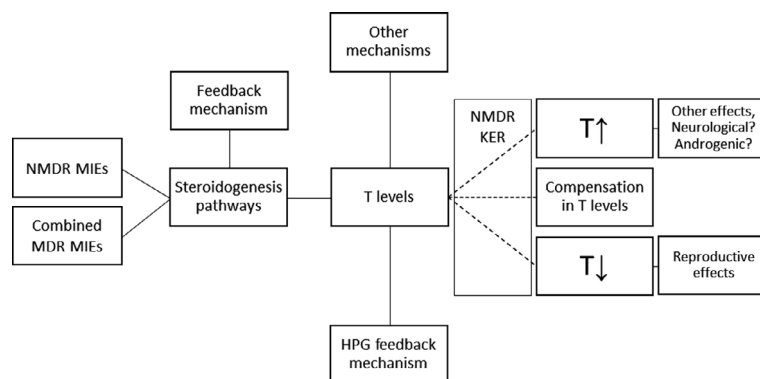 Other
mechanisms
Feedback
mechanism
NMDR
KER
T↑
Other effects,
Neurological?
Androgenic?
NMDR MIEs
Combined
MDR MIEs
Steroidogenesis
pathways
T levels
Compensation
in T levels
T↓
Reproductive
effects
HPG feedback
mechanism